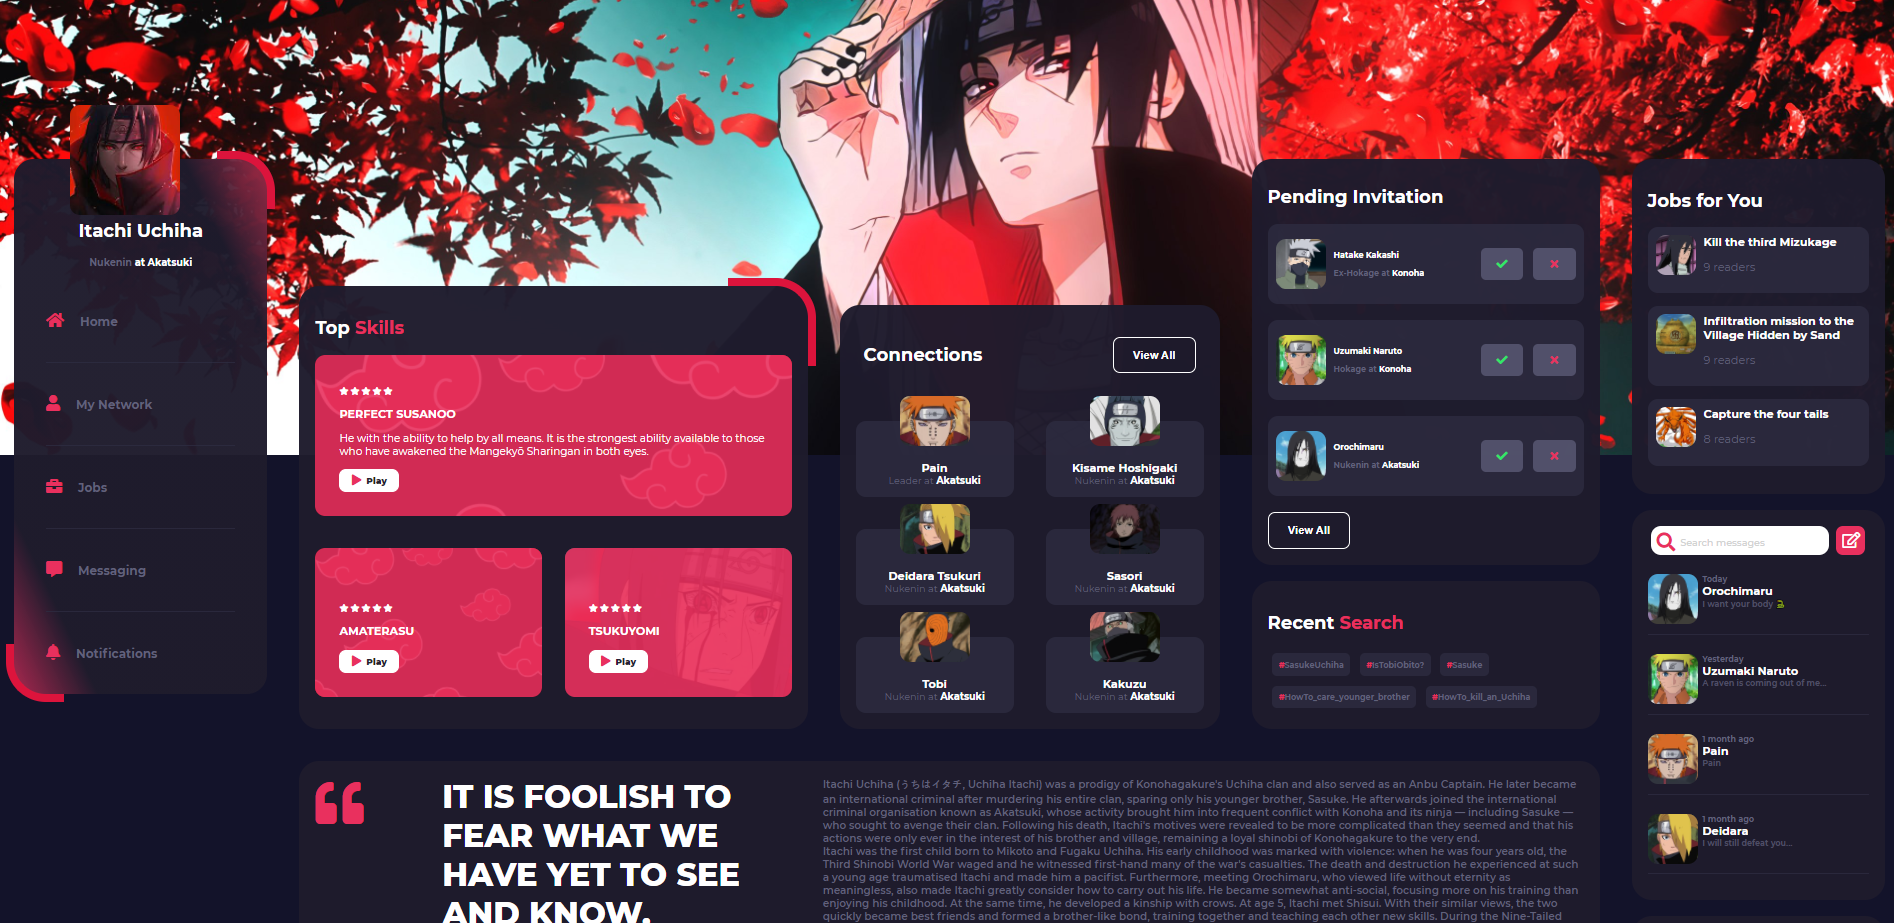 Itachi Uchiha
Nukenin at Akatsuki
Home
My Network
Jobs
Messaging
Notifications
Top Skills
PERFECT SUSANOO
He with the ability to help by all means. It is the strongest ability available to those
who have awakened the Mangekyō Sharingan in both eyes.
Play
AMATERASU
Play
TSUKUYOMI
Play
Connections
View All
Pain
Leader at Akatsuki
Kisame Hoshigaki
Nukenin at Akatsuki
Deidara Tsukuri
Nukenin at Akatsuki
Sasori
Nukenin at Akatsuki
Tobi
Nukenin at Akatsuki
Kakuzu
Nukenin at Akatsuki
Pending Invitation
Hatake Kakashi
Ex-Hokage at Konoha
Uzumaki Naruto
Hokage at Konoha
Orochimaru
Nukenin at Akatsuki
View All
Recent Search
#SasukeUchiha
#IsTobiObito?
#Sasuke
#HowTo_care_younger_brother
#HowTo_kill_an_Uchiha
Jobs for You
Kill the third Mizukage
9 readers
Infiltration mission to the
Village Hidden by Sand
9 readers
Capture the four tails
8 readers
Search messages
Today
Orochimaru
I want your body
Yesterday
Uzumaki Naruto
A raven is coming out of me...
1 month ago
Pain
Pain
1 month ago
Deidara
I will still defeat you...
IT IS FOOLISH TO
FEAR WHAT WE
HAVE YET TO SEE
AND KNOW.
Itachi Uchiha (うちはイタチ, Uchiha Itachi) was a prodigy of Konohagakure's Uchiha clan and also served as an Anbu Captain. He later became
an international criminal after murdering his entire clan, sparing only his younger brother, Sasuke. He afterwards joined the international
criminal organisation known as Akatsuki, whose activity brought him into frequent conflict with Konoha and its ninja — including Sasuke —
who sought to avenge their clan. Following his death, Itachi's motives were revealed to be more complicated than they seemed and that his
actions were only ever in the interest of his brother and village, remaining a loyal shinobi of Konohagakure to the very end.
Itachi was the first child born to Mikoto and Fugaku Uchiha. His early childhood was marked with violence: when he was four years old, the
Third Shinobi World War waged and he witnessed first-hand many of the war's casualties. The death and destruction he experienced at such
a young age traumatised Itachi and made him a pacifist. Furthermore, meeting Orochimaru, who viewed life without eternity as
meaningless, also made Itachi greatly consider how to carry out his life. He became somewhat anti-social, focusing more on his training than
enjoying his childhood. At the same time, he developed a kinship with crows. At age 5, Itachi met Shisui. With their similar views, the two
quickly became best friends and formed a brother-like bond, training together and teaching each other new skills. During the Nine-Tailed